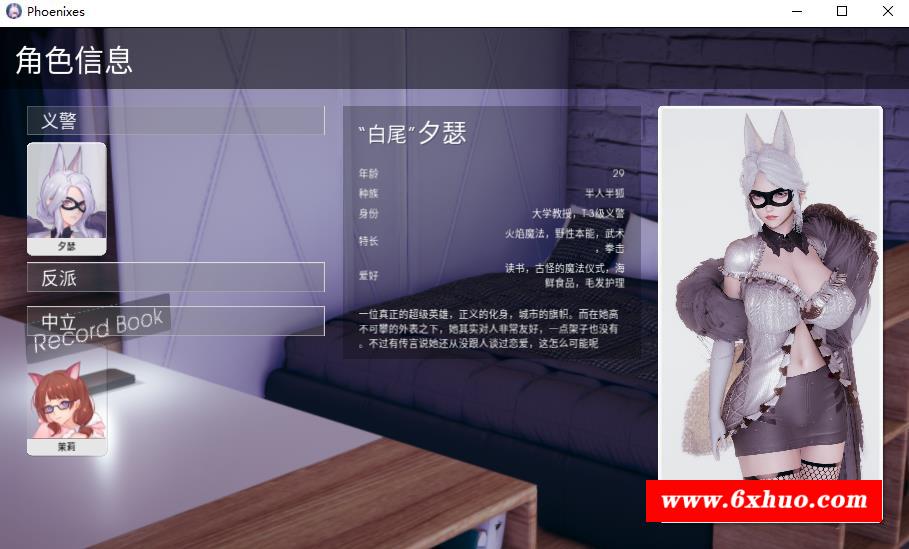 Phoenixes
角色信息
义警
夕瑟
反派
中立
Record Book
茉莉
“白尾”夕瑟
年龄 29
种族 半人半狐
身份 大学教授，T3级义警
特长 火焰魔法，野性本能，武术
，拳击
爱好 读书，古怪的魔法仪式，海
鲜食品，毛发护理
一位真正的超级英雄，正义的化身，城市的旗帜。而在她高
不可攀的外表之下，她其实对人非常友好，一点架子也没有
。不过有传言说她还从没跟人谈过恋爱，这怎么可能呢
www.6xhuo.com